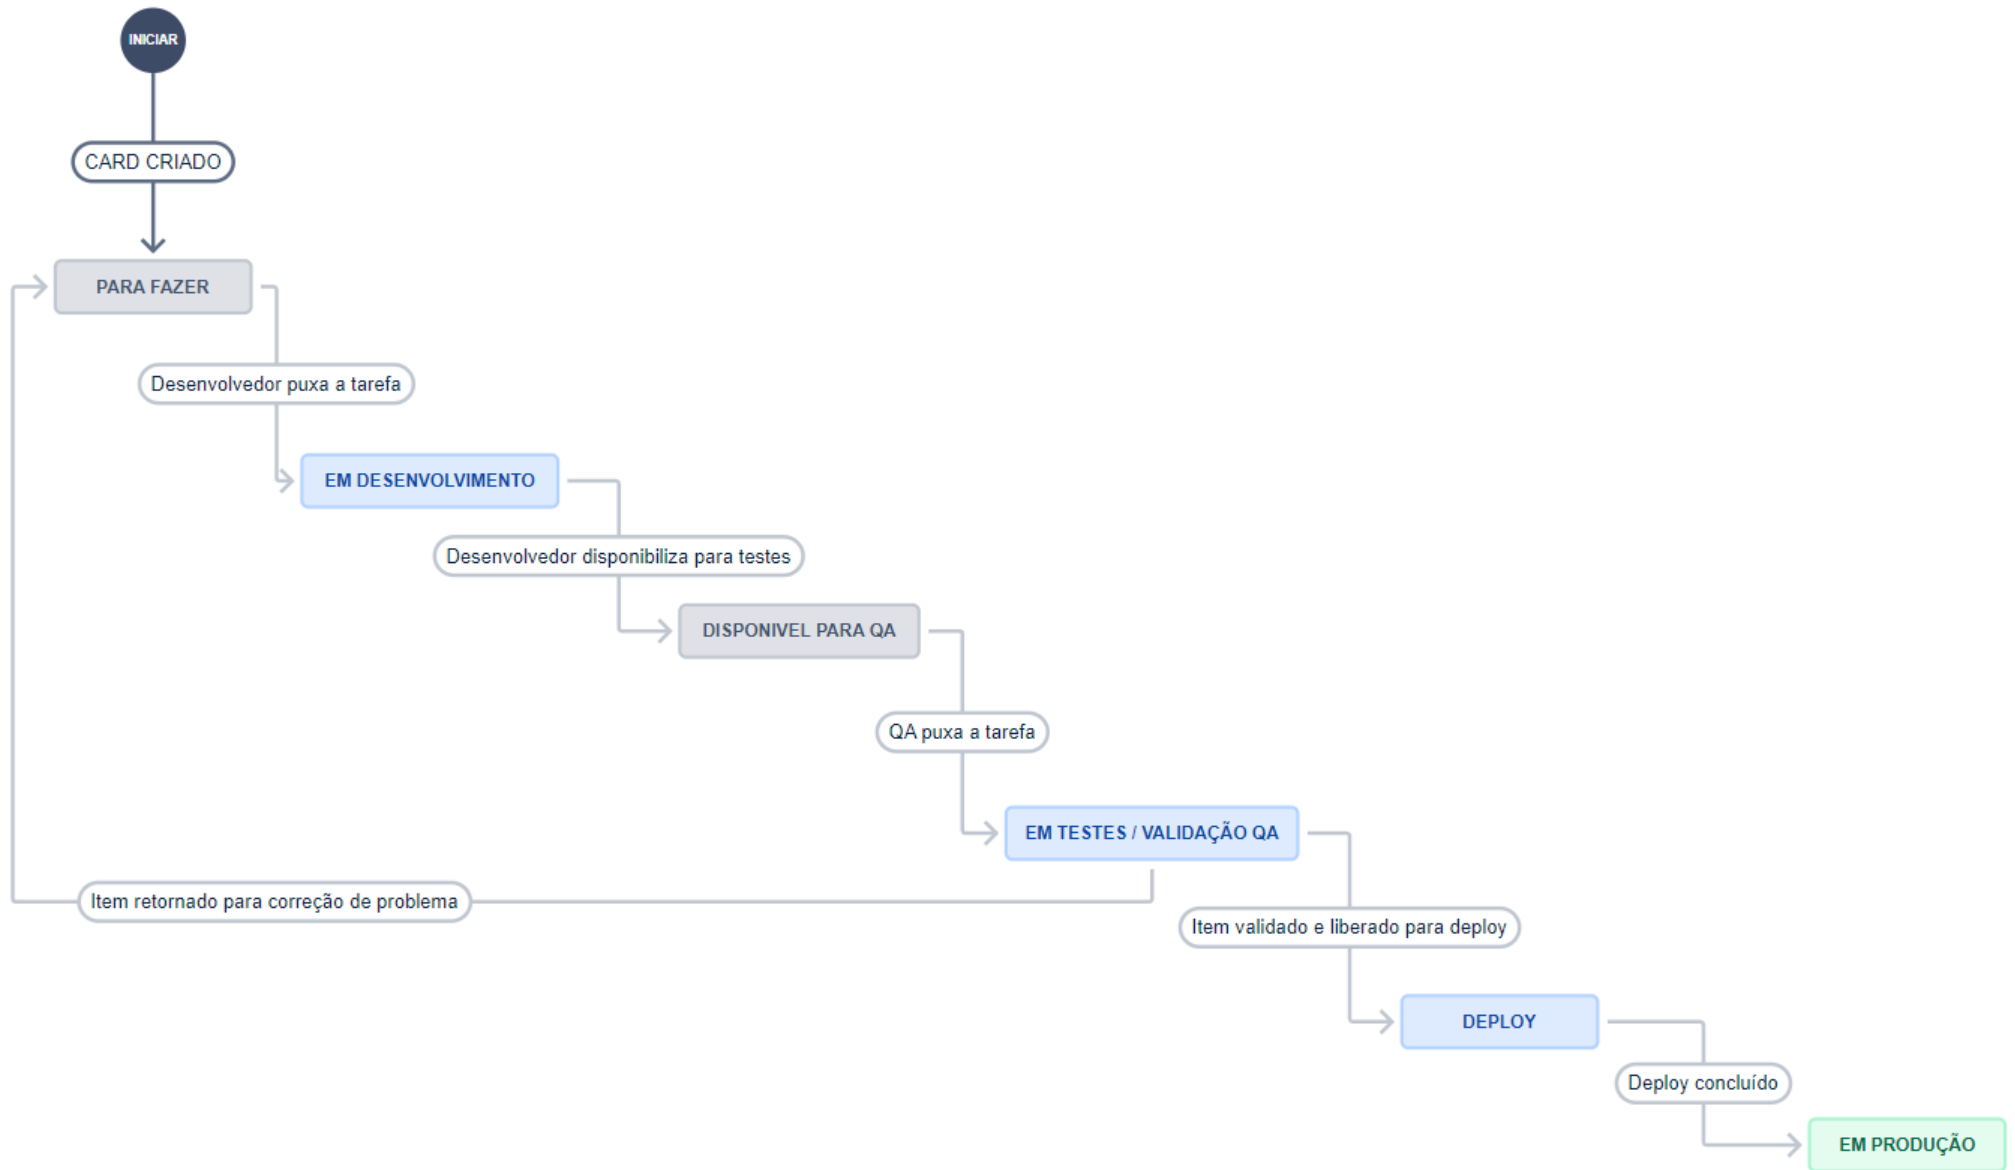 INICIAR
CARD CRIADO
PARA FAZER
Desenvolvedor puxa a tarefa
EM DESENVOLVIMENTO
Desenvolvedor disponibiliza para testes
DISPONIVEL PARA QA
QA puxa a tarefa
EM TESTES / VALIDAÇÃO QA
Item retornado para correção de problema
Item validado e liberado para deploy
DEPLOY
Deploy concluído
EM PRODUÇÃO